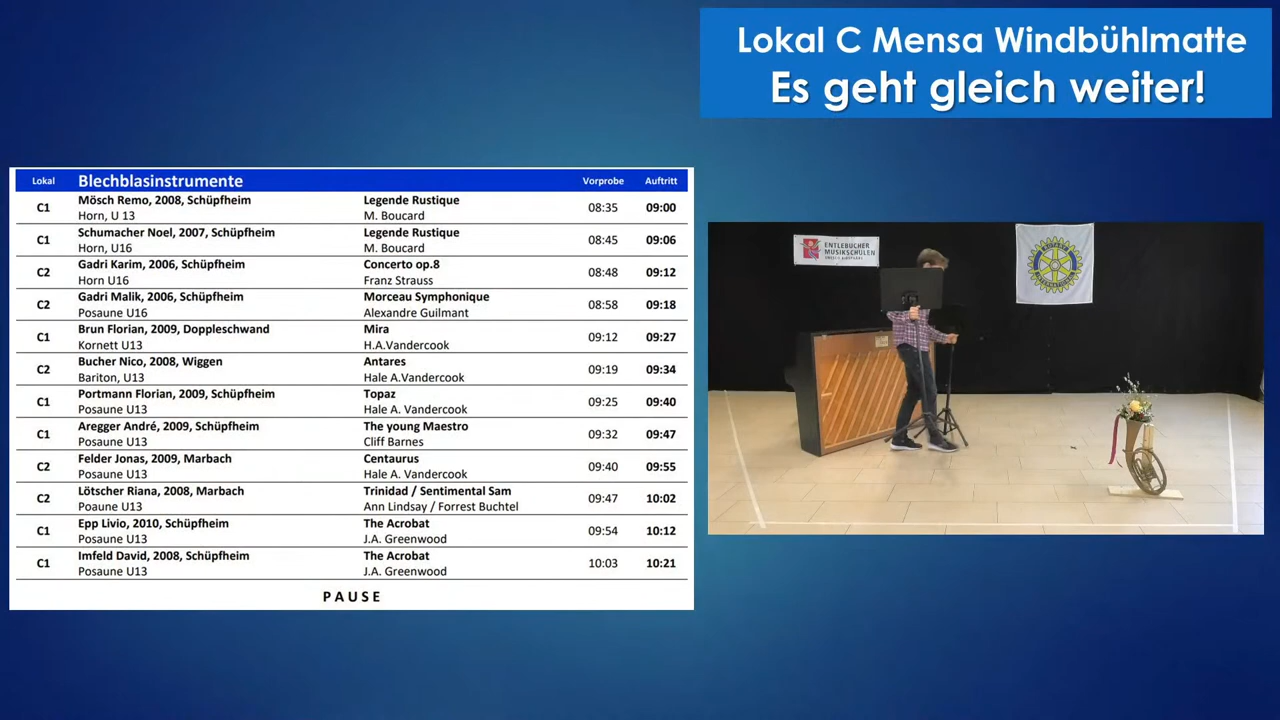 Lokal C Mensa Windbühlmatte
Es geht gleich weiter!
Lokal Blechblasinstrumente Vorprobe Auftritt
C1 Mösch Remo, 2008, Schüpfheim Legende Rustique 08:35 09:00
Horn, U 13 M. Boucard
C1 Schumacher Noel, 2007, Schüpfheim Legende Rustique 08:45 09:06
Horn, U16 M. Boucard
C2 Gadri Karim, 2006, Schüpfheim Concerto op.8 08:48 09:12
Horn U16 Franz Strauss
C2 Gadri Malik, 2006, Schüpfheim Morceau Symphonique 08:58 09:18
Posaune U16 Alexandre Guilmant
C1 Brun Florian, 2009, Doppleschwand Mira 09:12 09:27
Kornett U13 H.A.Vandercook
C2 Bucher Nico, 2008, Wiggen Antares 09:19 09:34
Bariton, U13 Hale A.Vandercook
C1 Portmann Florian, 2009, Schüpfheim Topaz 09:25 09:40
Posaune U13 Hale A. Vandercook
C1 Aregger André, 2009, Schüpfheim The young Maestro 09:32 09:47
Posaune U13 Cliff Barnes
C2 Felder Jonas, 2009, Marbach Centaurus 09:40 09:55
Posaune U13 Hale A. Vandercook
C2 Lötscher Riana, 2008, Marbach Trinidad / Sentimental Sam 09:47 10:02
Poaune U13 Ann Lindsay / Forrest Buchtel
C1 Epp Livio, 2010, Schüpfheim The Acrobat 09:54 10:12
Posaune U13 J.A. Greenwood
C1 Imfeld David, 2008, Schüpfheim The Acrobat 10:03 10:21
Posaune U13 J.A. Greenwood
PAUSE
ENTLEBUCHER
MUSIKSCHULEN